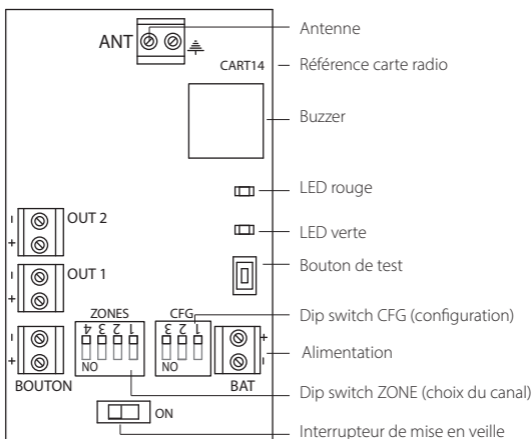 Antenne
ANT
CART14
Référence carte radio
Buzzer
LED rouge
OUT 2
-
+
LED verte
Bouton de test
OUT 1
-
+
ZONES
CFG
Dip switch CFG (configuration)
4 3 2 1
3 2 1
-
+
+
-
Alimentation
NO
NO
BOUTON
BAT
Dip switch ZONE (choix du canal)
ON
Interrupteur de mise en veille